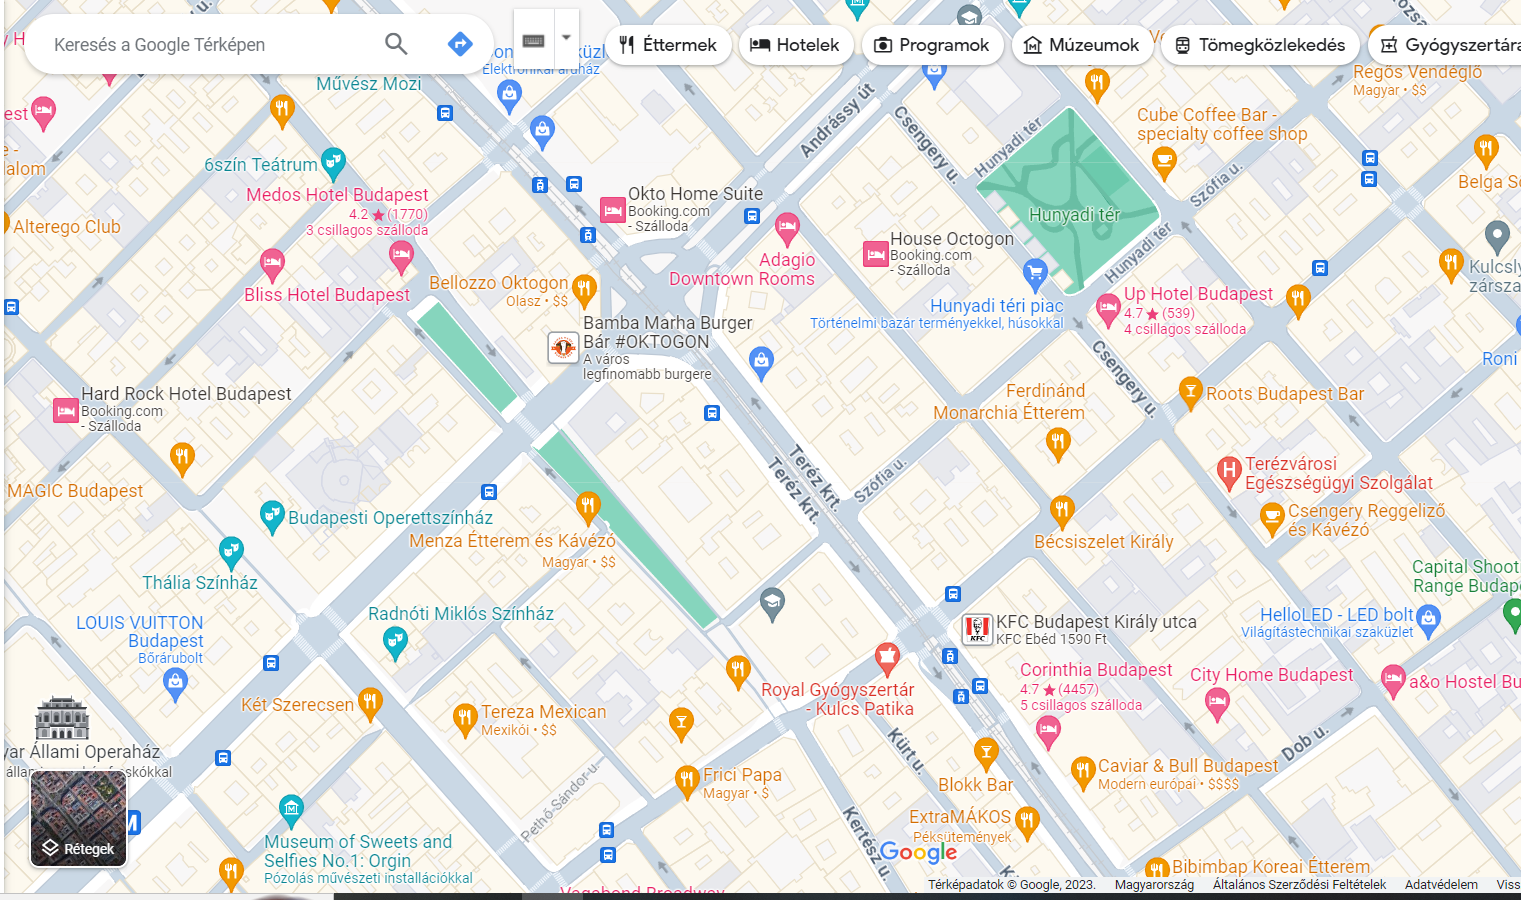 Keresés a Google Térképen
Éttermek
Hotelek
Programok
Múzeumok
Tömegközlekedés
Gyógyszertára
Elektronikai áruház
Művész Mozi
6szín Teátrum
Medos Hotel Budapest
4.2 ★ (1770)
3 csillagos szálloda
Alterego Club
Bliss Hotel Budapest
Bellozzo Oktogon
Olasz • $$
Okto Home Suite
Booking.com
- Szálloda
Adagio
Downtown Rooms
House Octogon
Booking.com
- Szálloda
Andrássy út
Csengery u.
Hunyadi tér
Hunyadi tér
Hunyadi tér
Szófia u.
Cube Coffee Bar -
specialty coffee shop
Regős Vendéglő
Magyar • $$
Hunyadi téri piac
Történelmi bazár terményekkel, húsokkal
Up Hotel Budapest
4.7 ★ (539)
4 csillagos szálloda
Bamba Marha Burger
Bár #OKTOGON
A város
legfinomabb burgere
Hard Rock Hotel Budapest
Booking.com
- Szálloda
Csengery u.
Roots Budapest Bar
Roni
Ferdinánd
Monarchia Étterem
Teréz krt.
Teréz krt.
Szófia u.
Terézvárosi
Egészségügyi Szolgálat
Csengery Reggeliző
és Kávézó
Bécsiszelet Király
MAGIC Budapest
Budapesti Operettszínház
Menza Étterem és Kávézó
Magyar • $$
Thália Színház
Radnóti Miklós Színház
LOUIS VUITTON
Budapest
Bőrárubolt
Két Szerecsen
Tereza Mexican
Mexikói • $$
Royal Gyógyszertár
- Kulcs Patika
KFC Budapest Király utca
KFC Ebéd 1590 Ft
KFC
HelloLED - LED bolt
Világítástechnikai szaküzlet
Corinthia Budapest
4.7 ★ (4457)
5 csillagos szálloda
City Home Budapest
a&o Hostel Bu
Frici Papa
Magyar • $
Pethő Sándor u.
Kürt u.
Blokk Bar
Caviar & Bull Budapest
Modern európai • $$$$
Dob u.
ExtraMÁKOS
Péksütemények
Kertész u.
Állami Operaház
Rétegek
Museum of Sweets and
Selfies No.1: Orgin
Pózolás művészeti installációkkal
Bibimbap Koreai Étterem
Google
Térképadatok © Google, 2023.
Magyarország
Általános Szerződési Feltételek
Adatvédelem